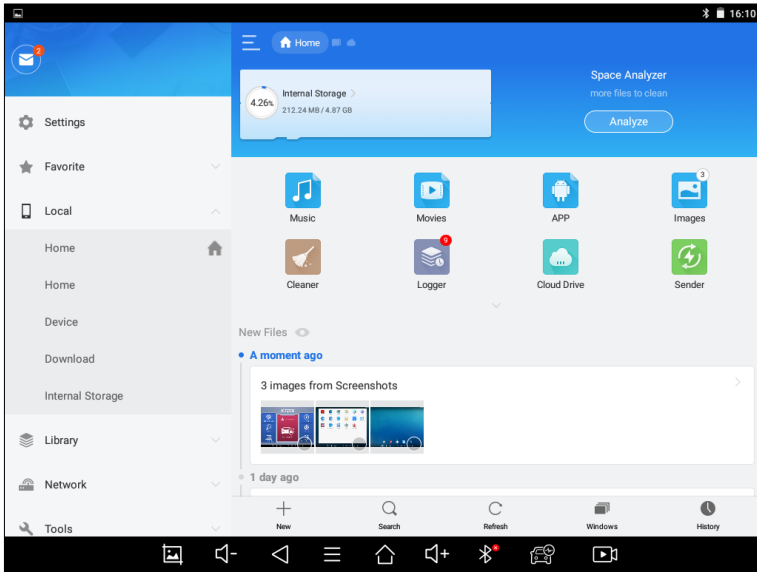 16:10
2
Settings
Favorite
Local
Home
Home
Device
Download
Internal Storage
Library
Network
Tools
Home
4.26%
Internal Storage
212.24 MB / 4.87 GB
Space Analyzer
more files to clean
Analyze
Music
Movies
APP
3
Images
Cleaner
9
Logger
Cloud Drive
Sender
New Files
A moment ago
3 images from Screenshots
1 day ago
New
Search
Refresh
Windows
History